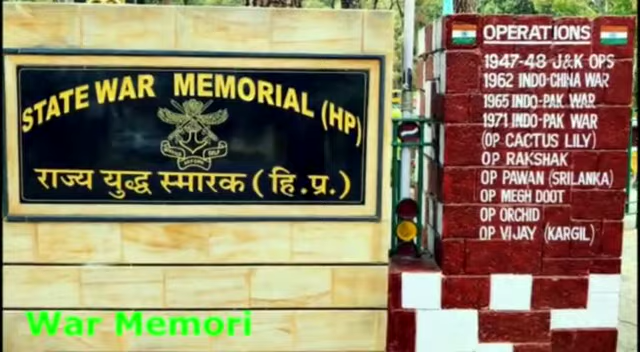 STATE WAR MEMORIAL (HP)
राज्य युद्ध स्मारक (हि.प्र.)
OPERATIONS
1947-48 J&K OPS
1962 INDO-CHINA WAR
1965 INDO-PAK WAR
1971 INDO-PAK WAR
(OP CACTUS LILY)
OP RAKSHAK
OP PAWAN (SRILANKA)
OP MEGH DOOT
OP ORCHID
OP VIJAY (KARGIL)
War Memori